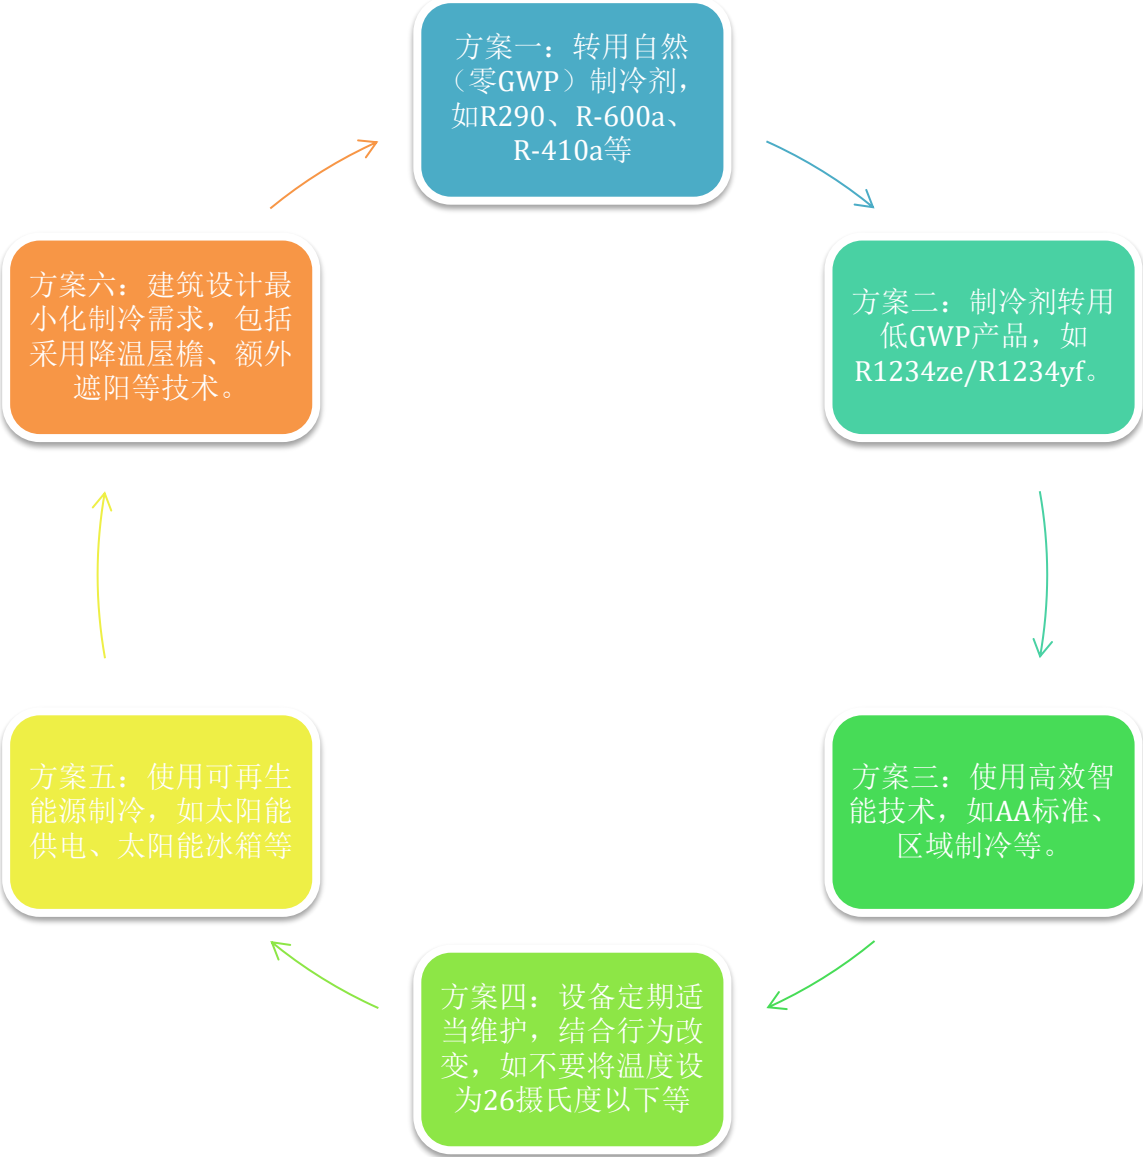 方案一：转用自然
（零GWP）制冷剂，
如R290、R-600a、
R-410a等
方案二：制冷剂转用
低GWP产品，如
R1234ze/R1234yf。
方案三：使用高效智
能技术，如AA标准、
区域制冷等。
方案四：设备定期适
当维护，结合行为改
变，如不要将温度设
为26摄氏度以下等
方案五：使用可再生
能源制冷，如太阳能
供电、太阳能冰箱等
方案六：建筑设计最
小化制冷需求，包括
采用降温屋檐、额外
遮阳等技术。